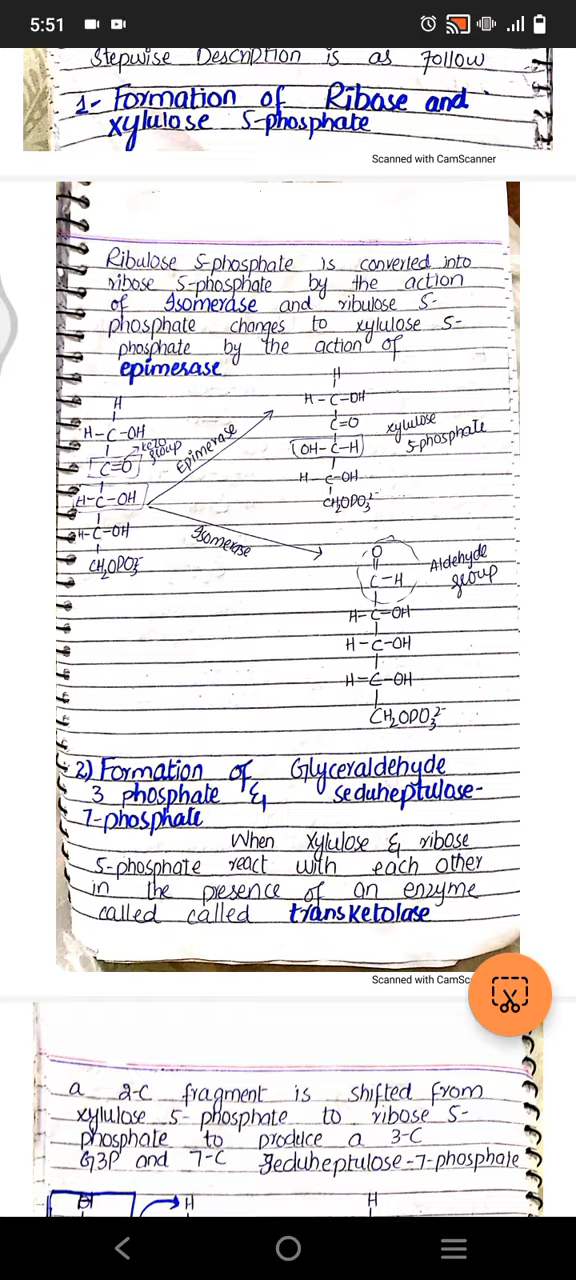 5:51
Stepwise Description is as Follow
1- Formation of Ribase and
xylulose 5-phosphate
Scanned with CamScanner
Ribulose 5-phosphate is converted into
ribose 5-phosphate by the action
of Isomerase and ribulose 5-
phosphate changes to xylulose 5-
phosphate by the action of
epimerase
H
H-C-OH
C=O
keto group
H-C-OH
H-C-OH
CH₂OPO₃²⁻
Epimerase
H
H-C-OH
C=O
OH-C-H
H-C-OH
CH₂OPO₃²⁻
xylulose
5-phosphate
Isomerase
O
C-H
H-C-OH
H-C-OH
H-C-OH
CH₂OPO₃²⁻
Aldehyde
group
2) Formation of Glyceraldehyde
3 phosphate & seduheptulose-
7-phosphate
When xylulose & ribose
5-phosphate react with each other
in the presence of an enzyme
called called transketolase
Scanned with CamSc
a 2-C fragment is shifted from
xylulose 5-phosphate to ribose 5-
phosphate to produce a 3-C
G3P and 7-C Seduheptulose-7-phosphate
H H H